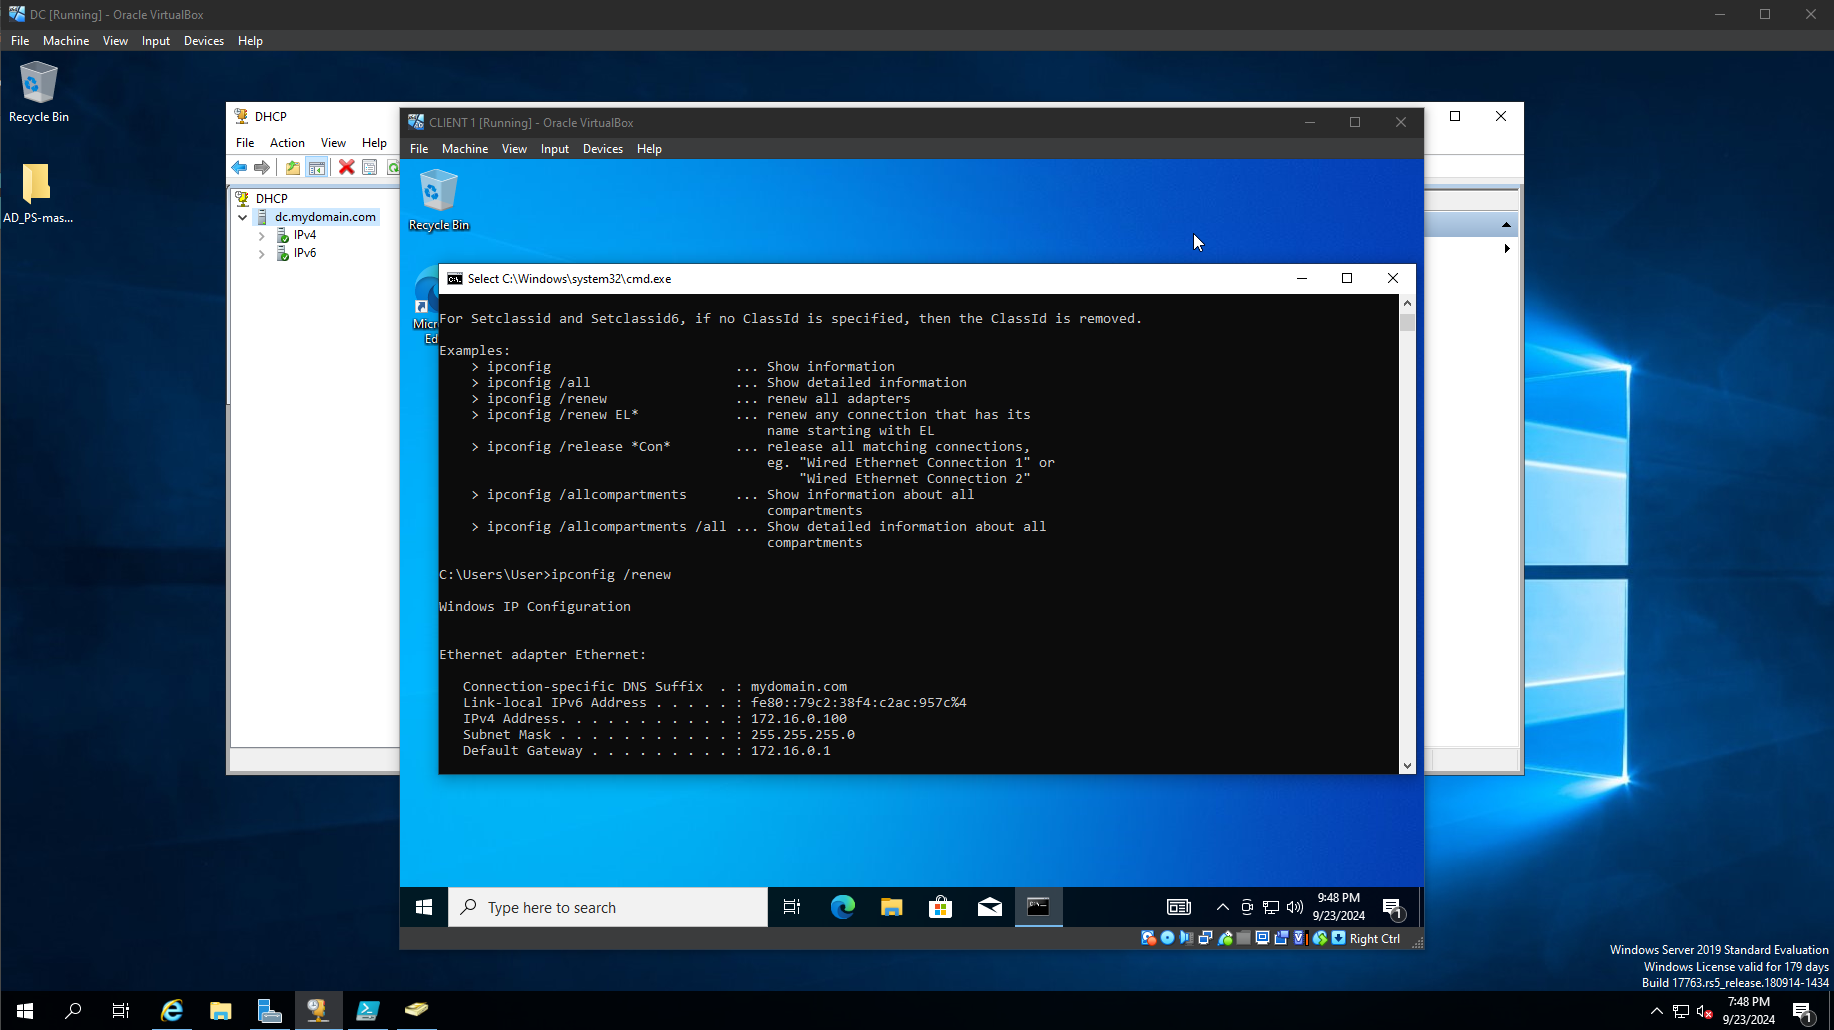 DC [Running] - Oracle VirtualBox
File Machine View Input Devices Help
Recycle Bin
AD_PS-mas...
DHCP
File Action View Help
DHCP
dc.mydomain.com
IPv4
IPv6
CLIENT 1 [Running] - Oracle VirtualBox
File Machine View Input Devices Help
Recycle Bin
Micr
Ed
Select C:\Windows\system32\cmd.exe
For Setclassid and Setclassid6, if no ClassId is specified, then the ClassId is removed.
Examples:
> ipconfig ... Show information
> ipconfig /all ... Show detailed information
> ipconfig /renew ... renew all adapters
> ipconfig /renew EL* ... renew any connection that has its
name starting with EL
> ipconfig /release *Con* ... release all matching connections,
eg. "Wired Ethernet Connection 1" or
"Wired Ethernet Connection 2"
> ipconfig /allcompartments ... Show information about all
compartments
> ipconfig /allcompartments /all ... Show detailed information about all
compartments
C:\Users\User>ipconfig /renew
Windows IP Configuration
Ethernet adapter Ethernet:
Connection-specific DNS Suffix . : mydomain.com
Link-local IPv6 Address . . . . . : fe80::79c2:38f4:c2ac:957c%4
IPv4 Address. . . . . . . . . . . : 172.16.0.100
Subnet Mask . . . . . . . . . . . : 255.255.255.0
Default Gateway . . . . . . . . . : 172.16.0.1
Type here to search
9:48 PM
9/23/2024
1
Right Ctrl
Windows Server 2019 Standard Evaluation
Windows License valid for 179 days
Build 17763.rs5_release.180914-1434
7:48 PM
9/23/2024
1